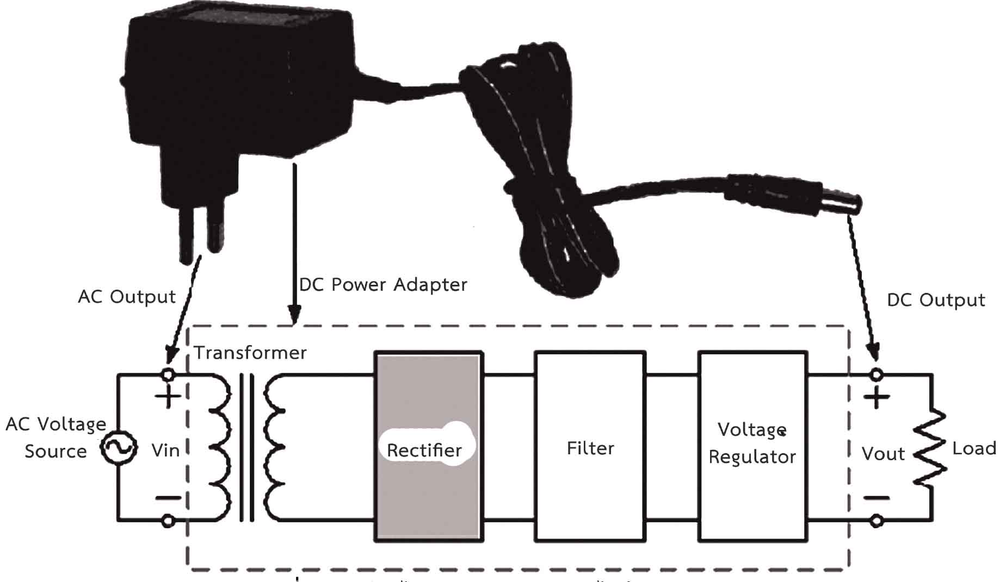 AC Output
DC Power Adapter
DC Output
Transformer
AC Voltage
Source
Vin
+
−
Rectifier
Filter
Voltage
Regulator
+
−
Vout
Load